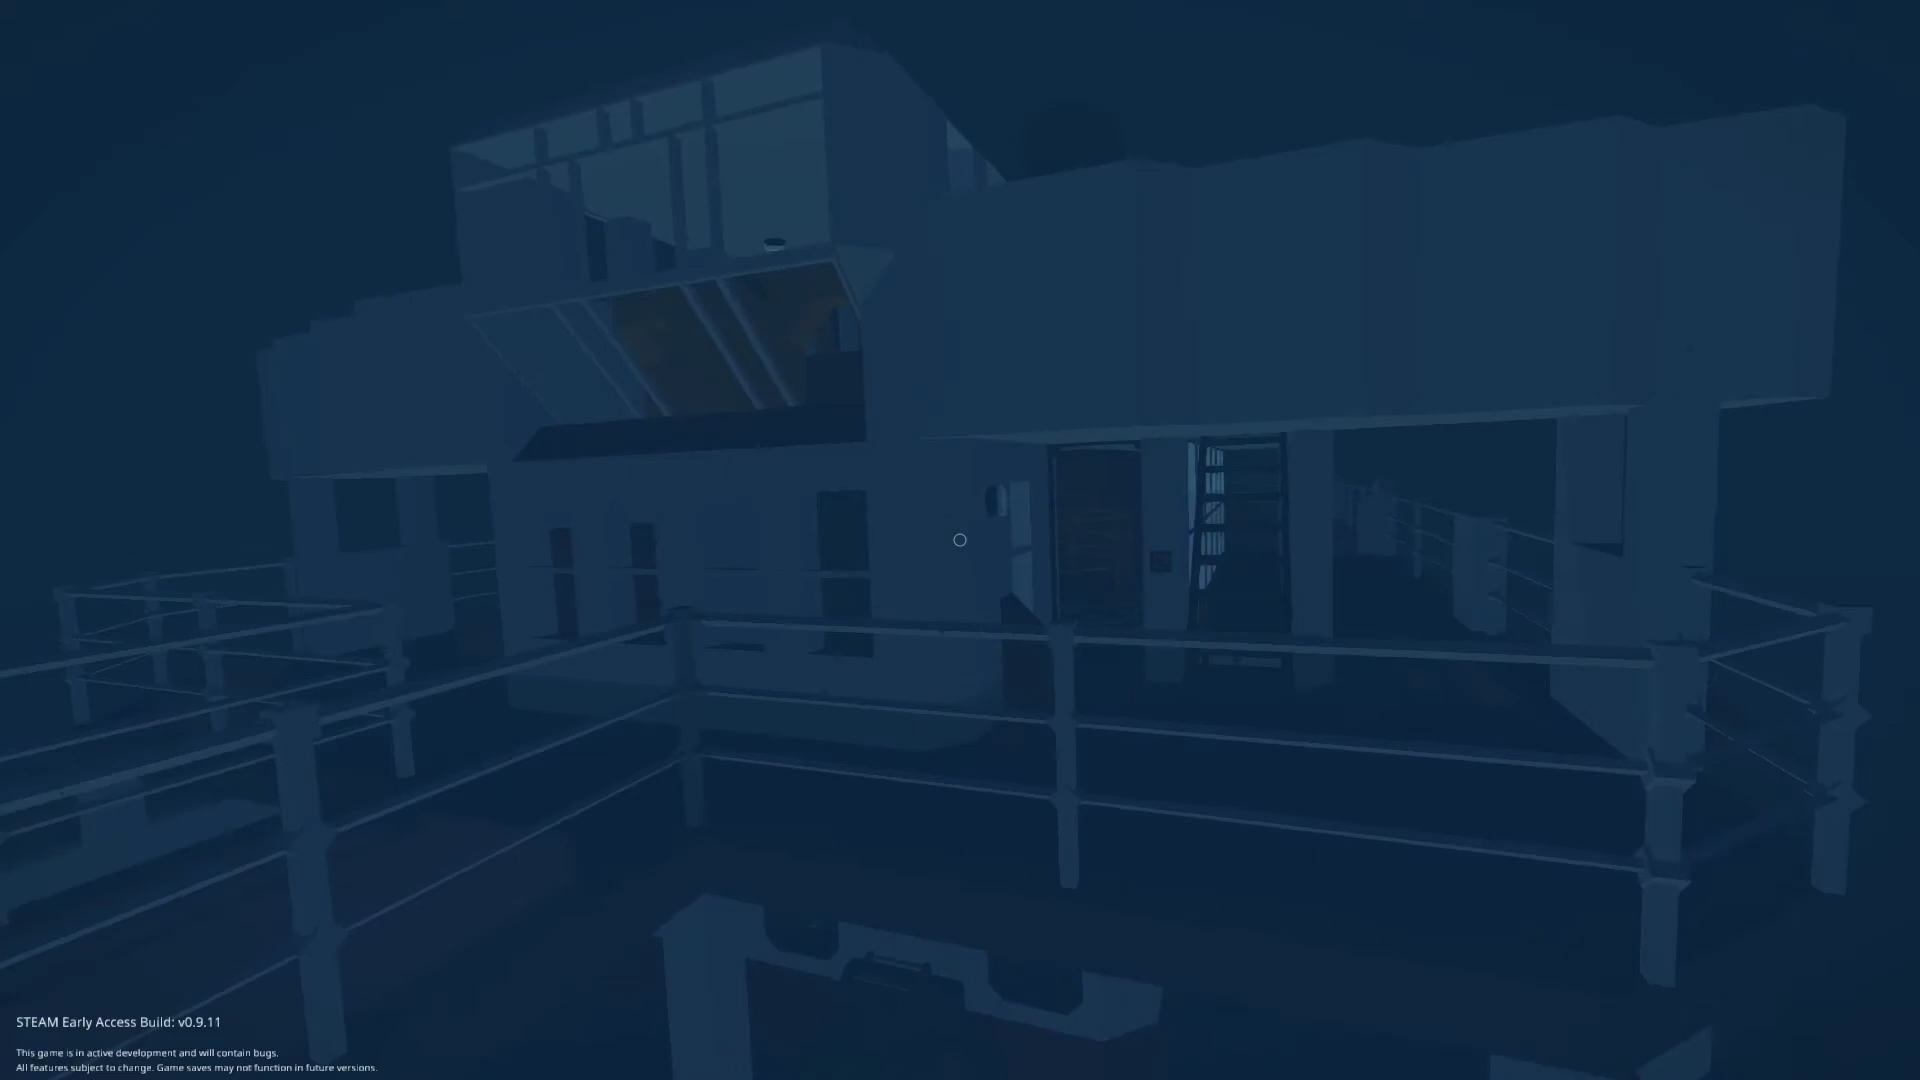 STEAM Early Access Build: v0.9.11
This game is in active development and will contain bugs.
All features subject to change. Game saves may not function in future versions.